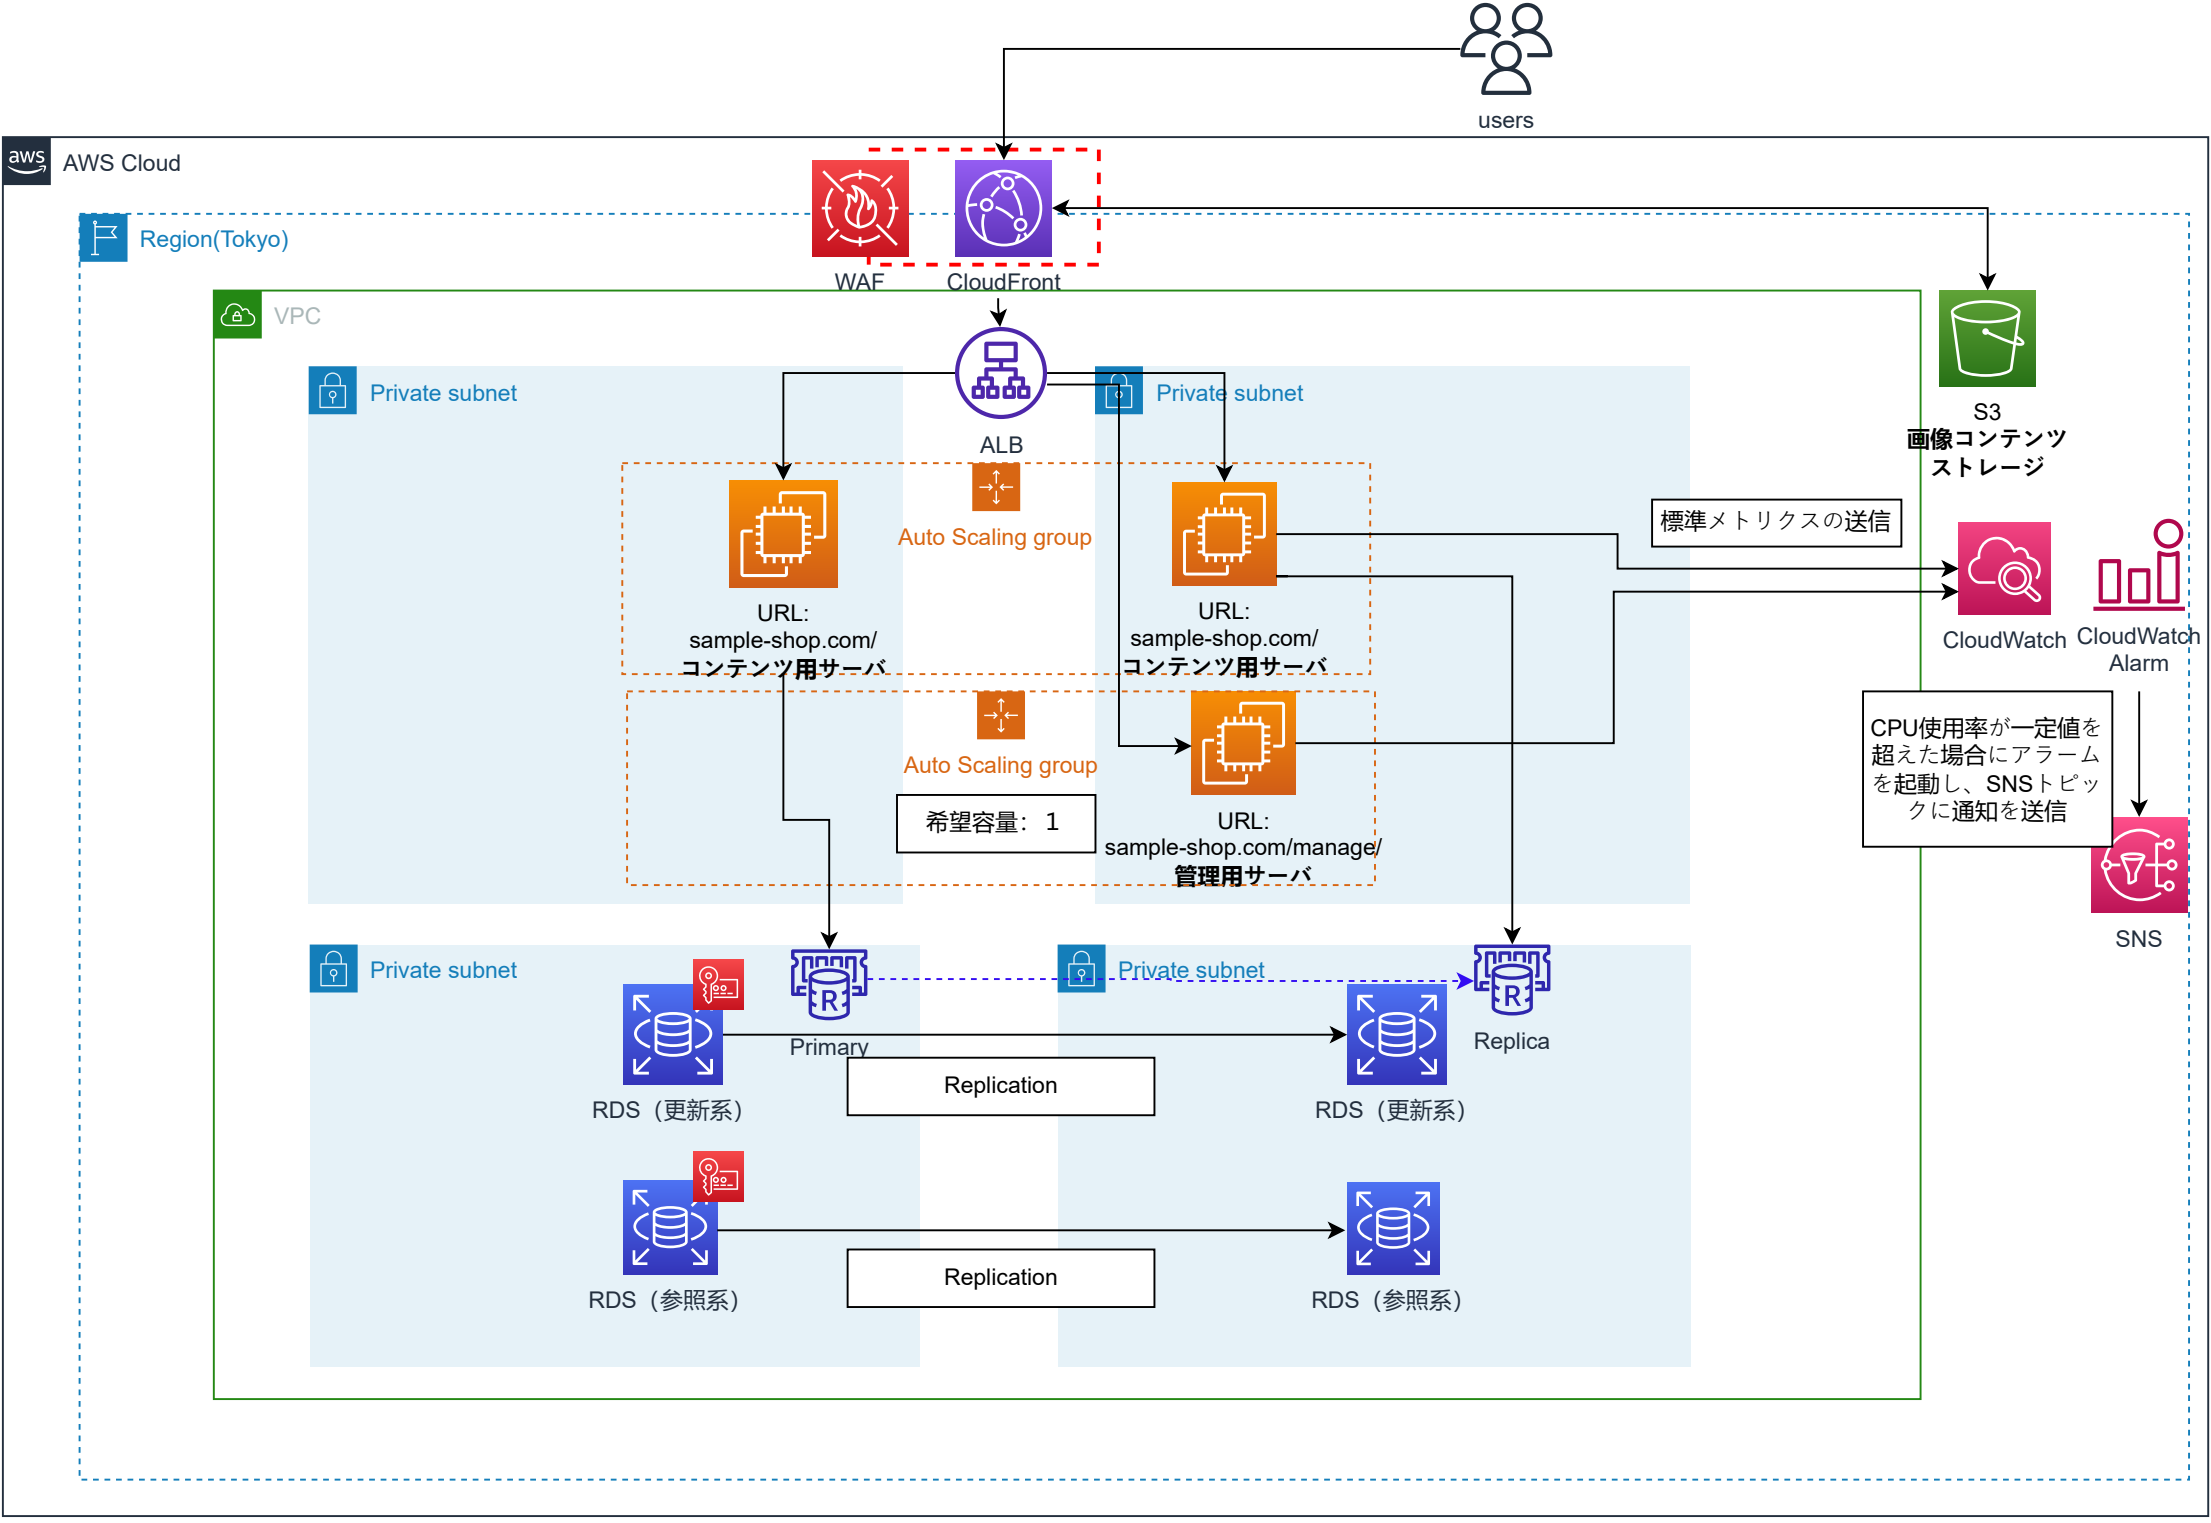 users
aws
AWS Cloud
Region(Tokyo)
WAF
CloudFront
VPC
Private subnet
Private subnet
ALB
S3
画像コンテンツ
ストレージ
Auto Scaling group
標準メトリクスの送信
URL:
sample-shop.com/
コンテンツ用サーバ
URL:
sample-shop.com/
コンテンツ用サーバ
CloudWatch
CloudWatch
Alarm
Auto Scaling group
希望容量： 1
URL:
sample-shop.com/manage/
管理用サーバ
CPU使用率が一定値を
超えた場合にアラーム
を起動し、SNSトピッ
クに通知を送信
SNS
Private subnet
Private subnet
R
Primary
R
Replica
Replication
RDS（更新系）
RDS（更新系）
Replication
RDS（参照系）
RDS（参照系）